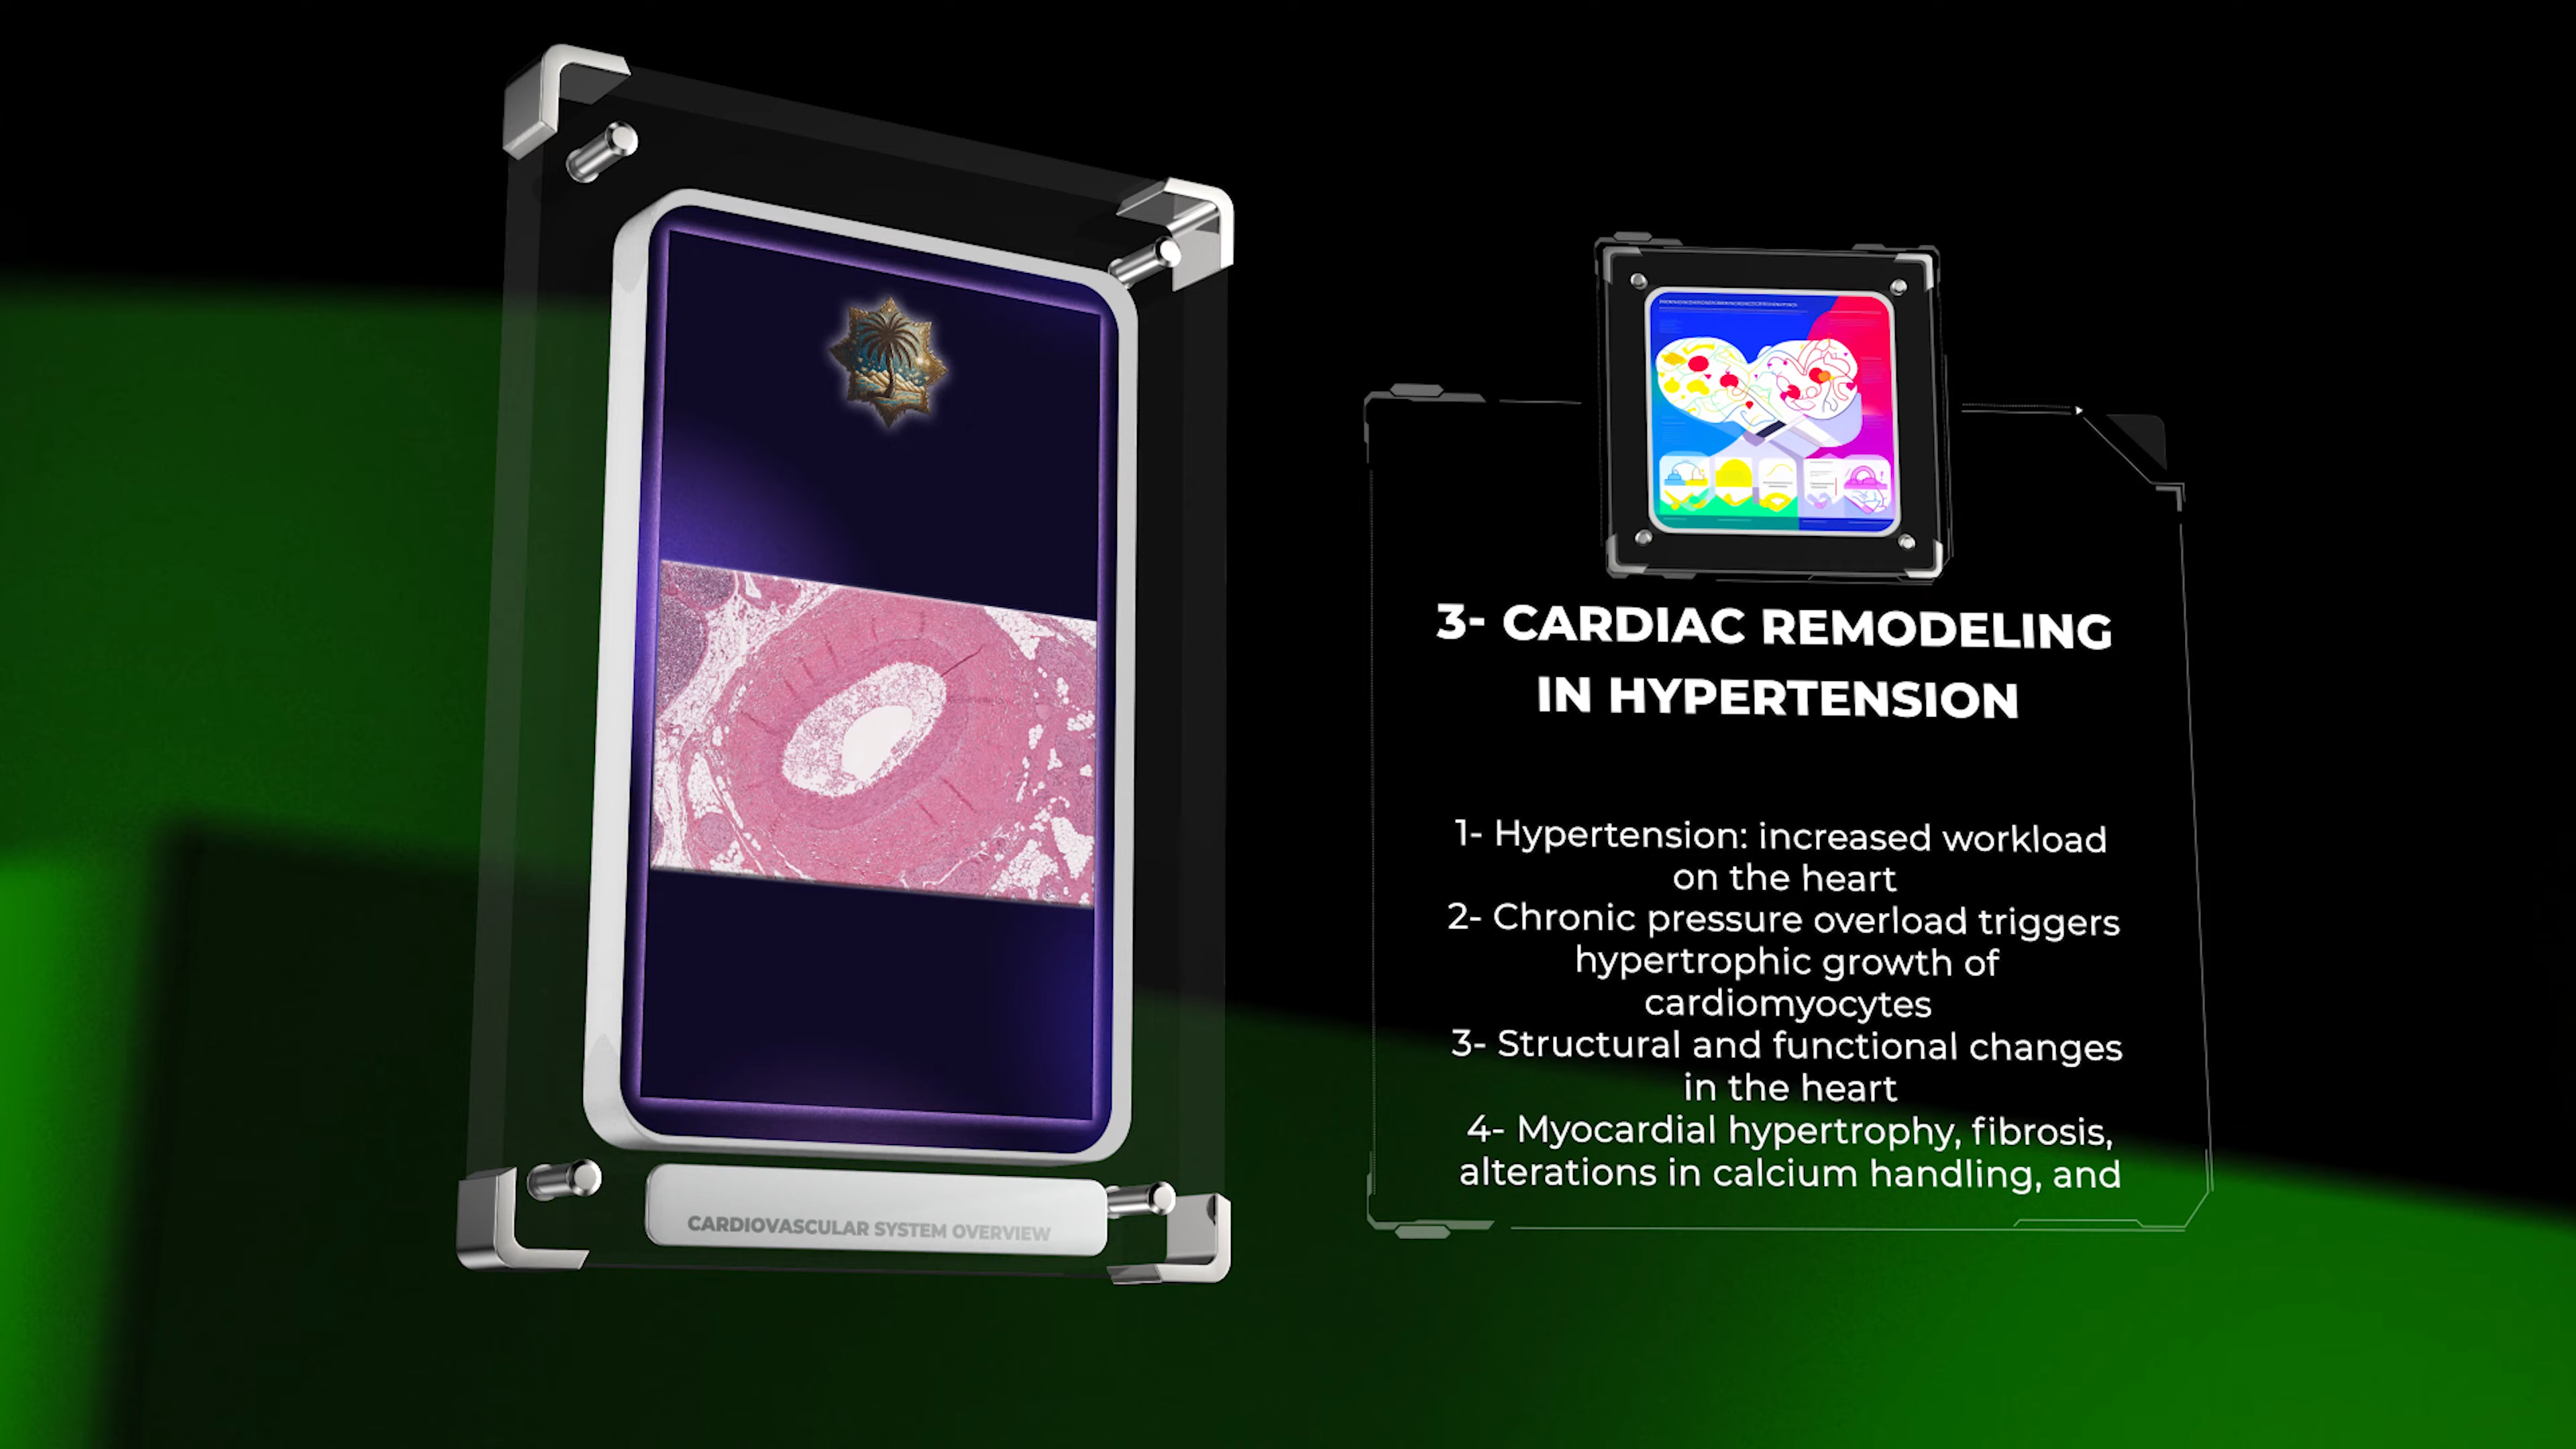 CARDIOVASCULAR SYSTEM OVERVIEW
3- CARDIAC REMODELING
IN HYPERTENSION
1- Hypertension: increased workload
on the heart
2- Chronic pressure overload triggers
hypertrophic growth of
cardiomyocytes
3- Structural and functional changes
in the heart
4- Myocardial hypertrophy, fibrosis,
alterations in calcium handling, and